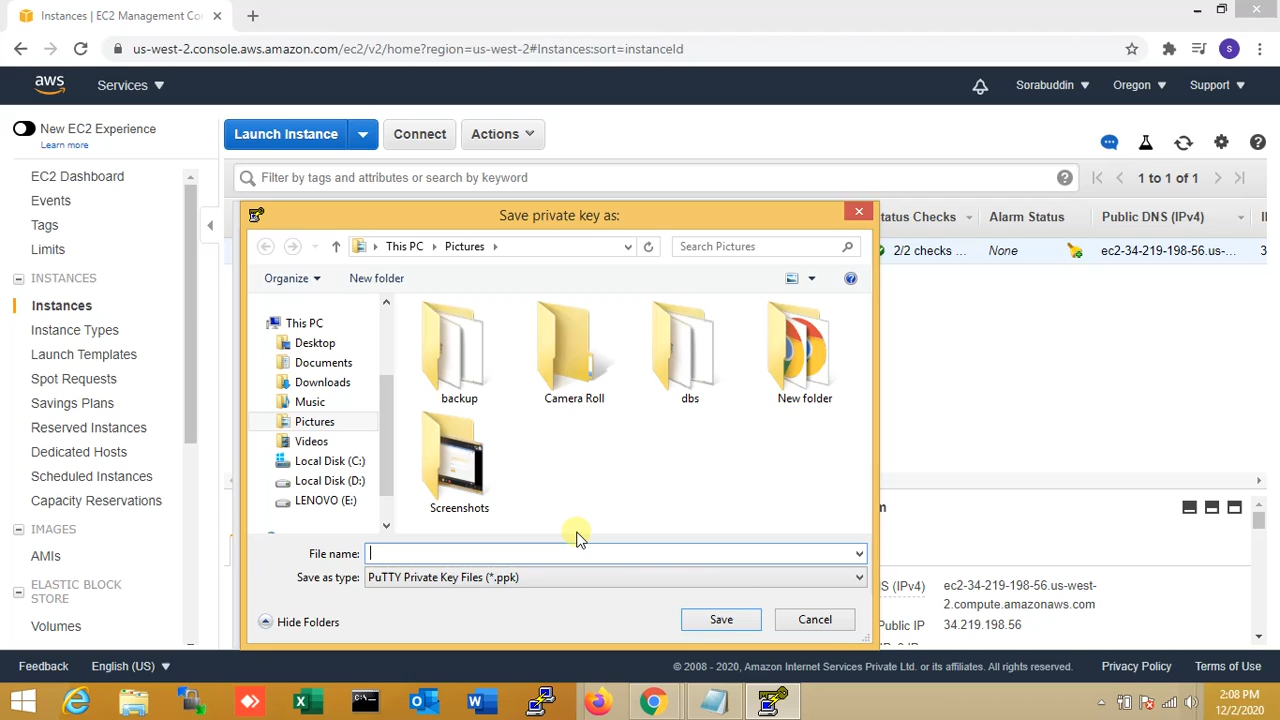 Instances | EC2 Management Co
us-west-2.console.aws.amazon.com/ec2/v2/home?region=us-west-2#Instances:sort=instanceId
S
aws
Services
Sorabuddin
Oregon
Support
New EC2 Experience
Learn more
Launch Instance
Connect
Actions
EC2 Dashboard
Events
Tags
Limits
INSTANCES
Instances
Instance Types
Launch Templates
Spot Requests
Savings Plans
Reserved Instances
Dedicated Hosts
Scheduled Instances
Capacity Reservations
IMAGES
AMIs
ELASTIC BLOCK
STORE
Volumes
Filter by tags and attributes or search by keyword
1 to 1 of 1
tatus Checks
Alarm Status
Public DNS (IPv4)
2/2 checks ...
None
ec2-34-219-198-56.us-...
3
Save private key as:
This PC
Pictures
Search Pictures
Organize
New folder
This PC
Desktop
Documents
Downloads
Music
Pictures
Videos
Local Disk (C:)
Local Disk (D:)
LENOVO (E:)
backup
Camera Roll
dbs
New folder
Screenshots
File name:
Save as type:
PuTTY Private Key Files (*.ppk)
Hide Folders
Save
Cancel
m
S (IPv4)
ec2-34-219-198-56.us-west-
2.compute.amazonaws.com
Public IP
34.219.198.56
Feedback
English (US)
© 2008 - 2020, Amazon Internet Services Private Ltd. or its affiliates. All rights reserved.
Privacy Policy
Terms of Use
2:08 PM
12/2/2020